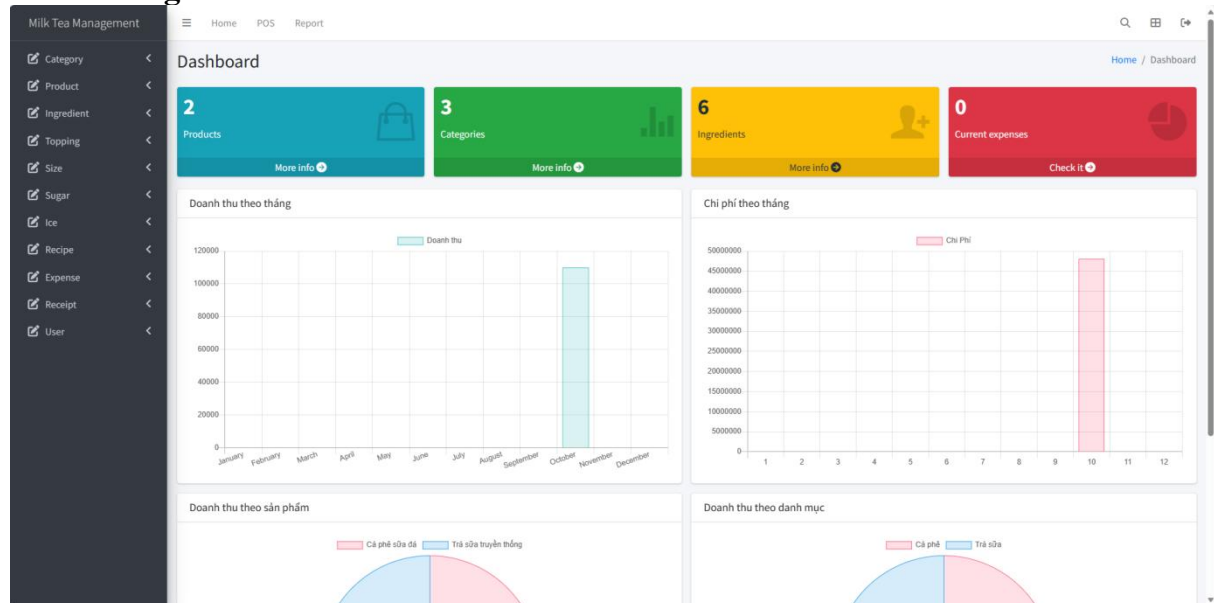 Milk Tea Management
Home POS Report
Category
Product
Ingredient
Topping
Size
Sugar
Ice
Recipe
Expense
Receipt
User
Dashboard
Home / Dashboard
2
Products
More info
3
Categories
More info
6
Ingredients
More info
0
Current expenses
Check it
Doanh thu theo tháng
Doanh thu
120000
100000
80000
60000
40000
20000
0
January February March April May June July August September October November December
Chi phí theo tháng
Chi Phí
50000000
45000000
40000000
35000000
30000000
25000000
20000000
15000000
10000000
5000000
0
1 2 3 4 5 6 7 8 9 10 11 12
Doanh thu theo sản phẩm
Cà phê sữa đá Trà sữa truyền thống
Doanh thu theo danh mục
Cà phê Trà sữa